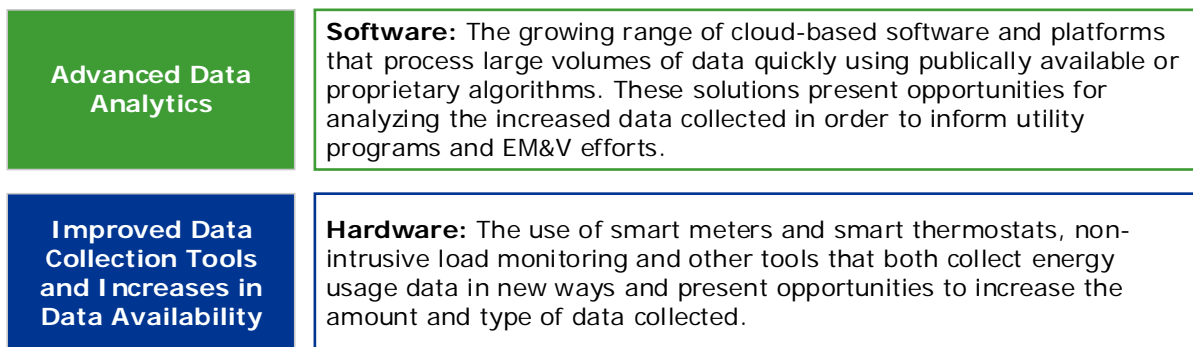 Advanced Data
Analytics
Software: The growing range of cloud-based software and platforms
that process large volumes of data quickly using publically available or
proprietary algorithms. These solutions present opportunities for
analyzing the increased data collected in order to inform utility
programs and EM&V efforts.
Improved Data
Collection Tools
and Increases in
Data Availability
Hardware: The use of smart meters and smart thermostats, non-
intrusive load monitoring and other tools that both collect energy
usage data in new ways and present opportunities to increase the
amount and type of data collected.